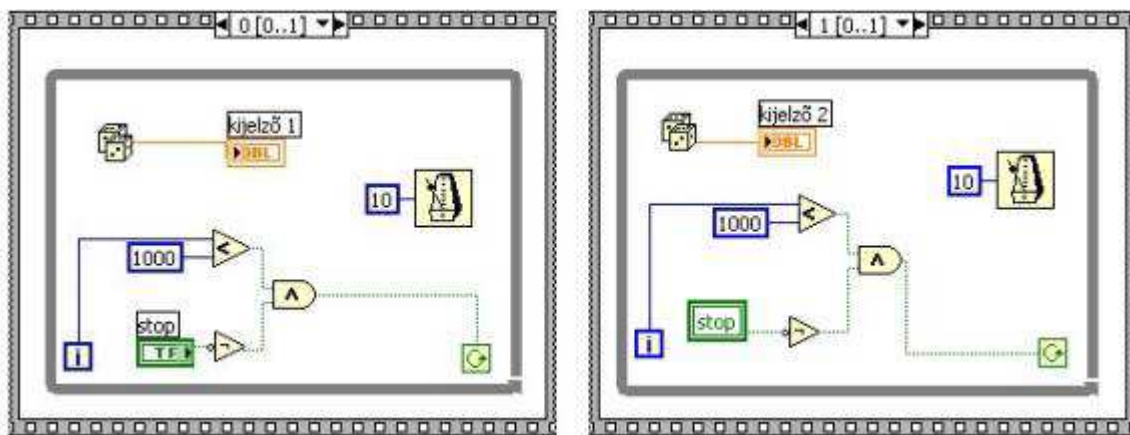 0 [0..1]
kijelző 1
DBL
10
1000
stop
TF
i
1 [0..1]
kijelző 2
DBL
10
1000
stop
i